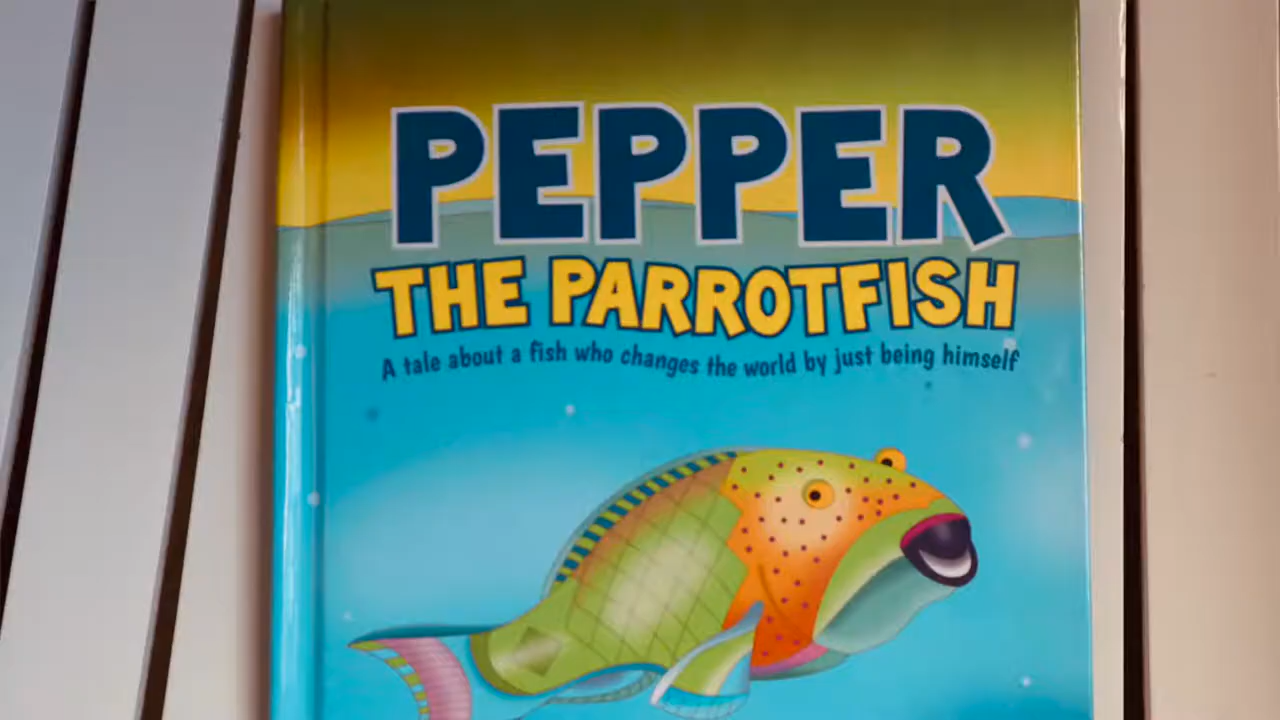 PEPPER
THE PARROTFISH
A tale about a fish who changes the world by just being himself